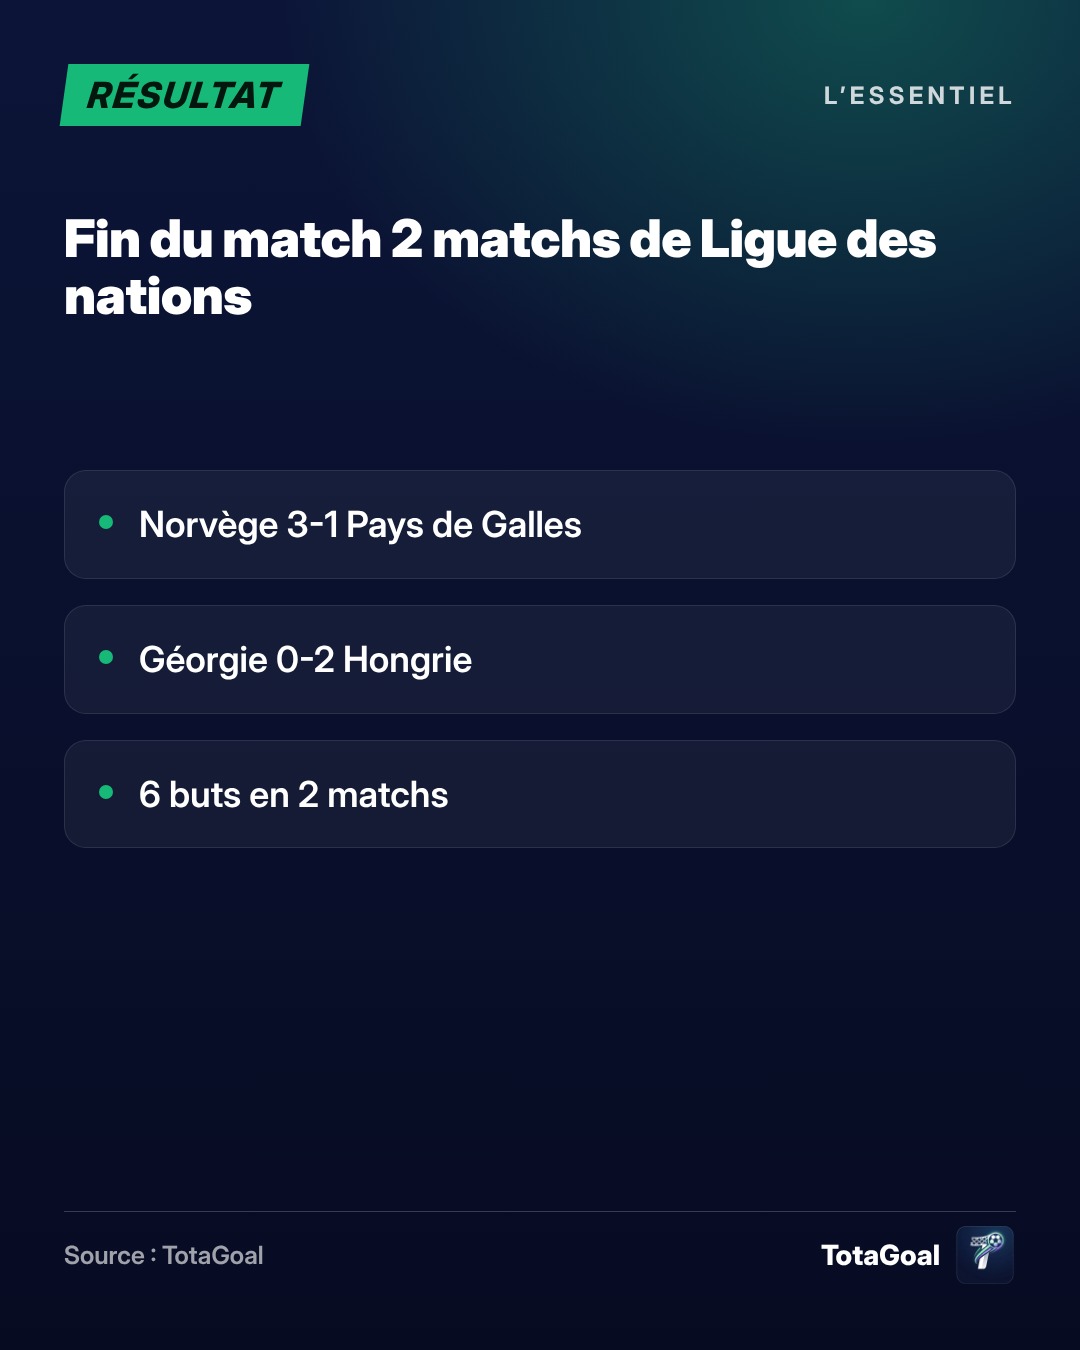 RÉSULTAT
L'ESSENTIEL
Fin du match 2 matchs de Ligue des
nations
Norvège 3-1 Pays de Galles
Géorgie 0-2 Hongrie
6 buts en 2 matchs
Source : TotaGoal
TotaGoal